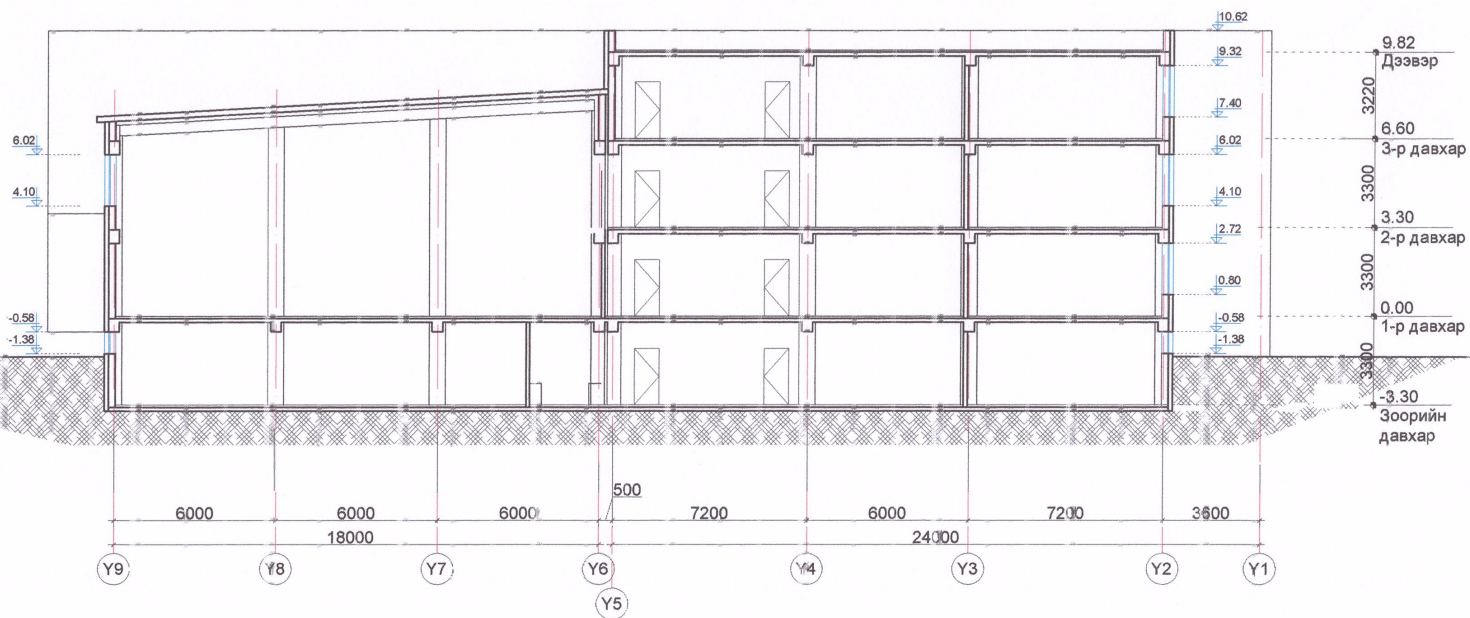 10.62
9.32
7.40
6.02
4.10
2.72
0.80
-0.58
-1.38
6.02
4.10
-0.58
-1.38
9.82
Дээвэр
3220
6.60
3-р давхар
3300
3.30
2-р давхар
3300
0.00
1-р давхар
3300
-3.30
Зоорийн
давхар
500
6000 6000 6000 7200 6000 7200 3600
18000 24000
Y9 Y8 Y7 Y6 Y4 Y3 Y2 Y1
Y5